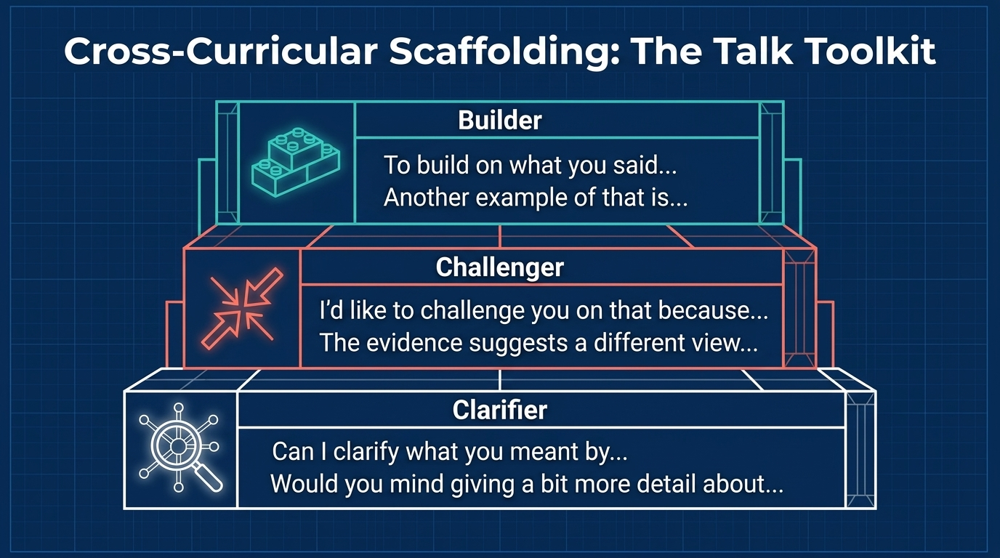 Cross-Curricular Scaffolding: The Talk Toolkit
Builder
To build on what you said...
Another example of that is...
Challenger
I’d like to challenge you on that because...
The evidence suggests a different view...
Clarifier
Can I clarify what you meant by...
Would you mind giving a bit more detail about...